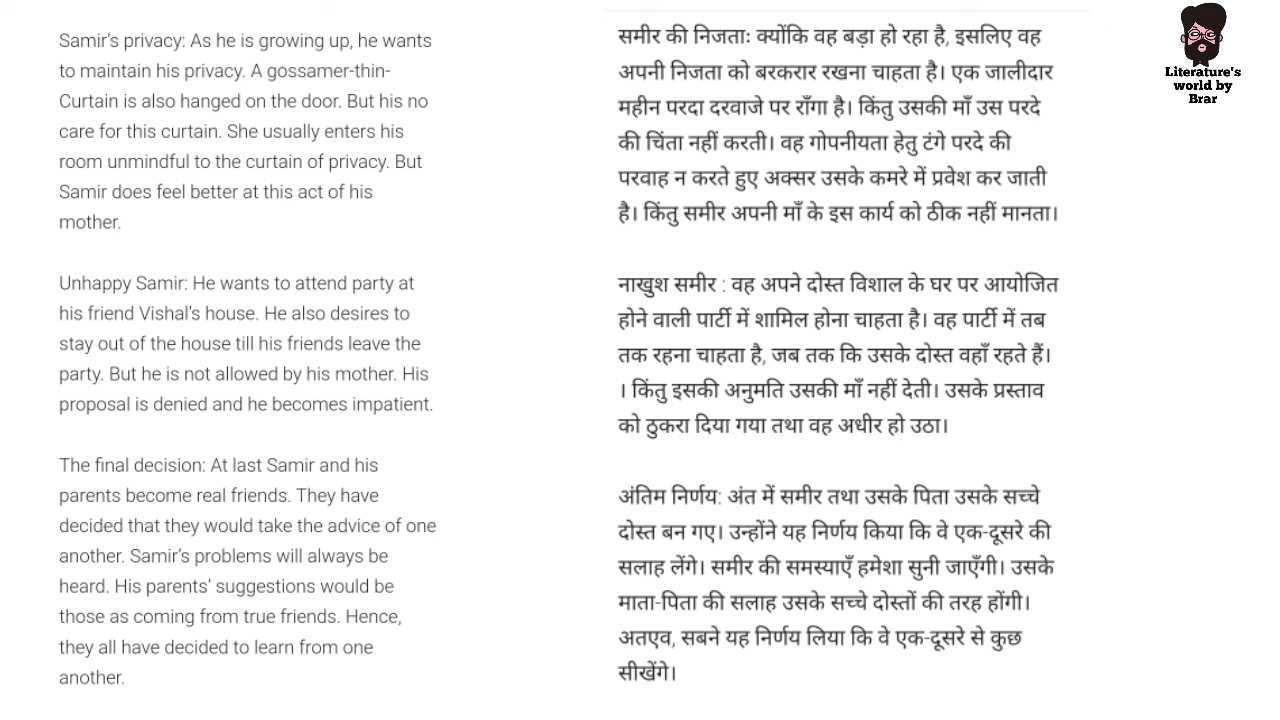 Samir's privacy: As he is growing up, he wants
to maintain his privacy. A gossamer-thin-
Curtain is also hanged on the door. But his no
care for this curtain. She usually enters his
room unmindful to the curtain of privacy. But
Samir does feel better at this act of his
mother.
Unhappy Samir: He wants to attend party at
his friend Vishal's house. He also desires to
stay out of the house till his friends leave the
party. But he is not allowed by his mother. His
proposal is denied and he becomes impatient.
The final decision: At last Samir and his
parents become real friends. They have
decided that they would take the advice of one
another. Samir's problems will always be
heard. His parents' suggestions would be
those as coming from true friends. Hence,
they all have decided to learn from one
another.
समीर की निजताः क्योंकि वह बड़ा हो रहा है, इसलिए वह
अपनी निजता को बरकरार रखना चाहता है। एक जालीदार
महीन परदा दरवाजे पर राँगा है। किंतु उसकी माँ उस परदे
की चिंता नहीं करती। वह गोपनीयता हेतु टंगे परदे की
परवाह न करते हुए अक्सर उसके कमरे में प्रवेश कर जाती
है। किंतु समीर अपनी माँ के इस कार्य को ठीक नहीं मानता।
नाखुश समीर : वह अपने दोस्त विशाल के घर पर आयोजित
होने वाली पार्टी में शामिल होना चाहता है। वह पार्टी में तब
तक रहना चाहता है, जब तक कि उसके दोस्त वहाँ रहते हैं।
। किंतु इसकी अनुमति उसकी माँ नहीं देती। उसके प्रस्ताव
को ठुकरा दिया गया तथा वह अधीर हो उठा।
अंतिम निर्णय: अंत में समीर तथा उसके पिता उसके सच्चे
दोस्त बन गए। उन्होंने यह निर्णय किया कि वे एक-दूसरे की
सलाह लेंगे। समीर की समस्याएँ हमेशा सुनी जाएँगी। उसके
माता-पिता की सलाह उसके सच्चे दोस्तों की तरह होंगी।
अतएव, सबने यह निर्णय लिया कि वे एक-दूसरे से कुछ
सीखेंगे।
Literature's
world by
Brar